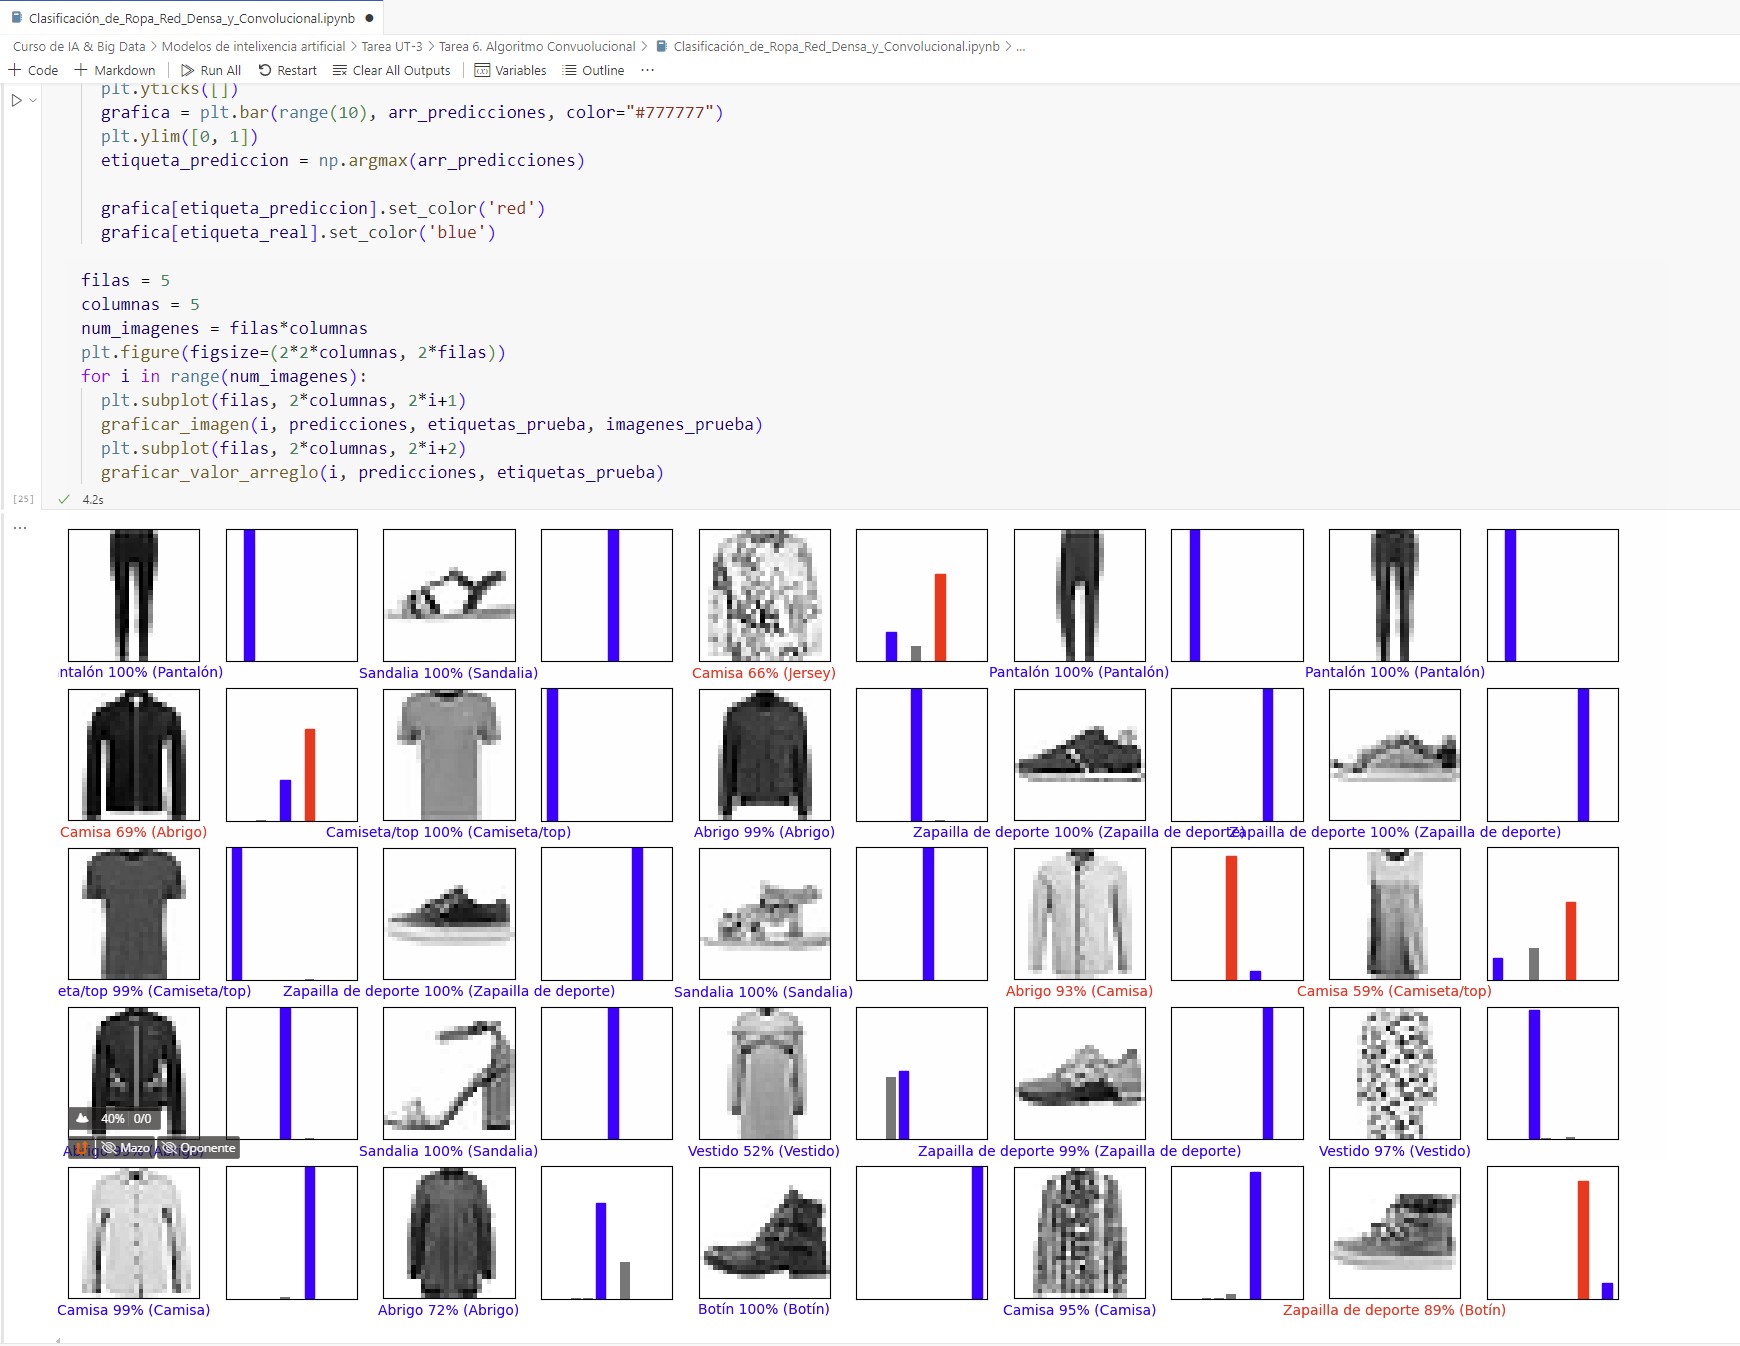 Clasificación_de_Ropa_Red_Densa_y_Convolucional.ipynb ●
Curso de IA & Big Data > Modelos de intelixencia artificial > Tarea UT-3 > Tarea 6. Algoritmo Convuolucional > Clasificación_de_Ropa_Red_Densa_y_Convolucional.ipynb > ...
+ Code + Markdown Run All Restart Clear All Outputs Variables Outline ...
plt.yticks([])
grafica = plt.bar(range(10), arr_predicciones, color="#777777")
plt.ylim([0, 1])
etiqueta_prediccion = np.argmax(arr_predicciones)
grafica[etiqueta_prediccion].set_color('red')
grafica[etiqueta_real].set_color('blue')
filas = 5
columnas = 5
num_imagenes = filas*columnas
plt.figure(figsize=(2*2*columnas, 2*filas))
for i in range(num_imagenes):
plt.subplot(filas, 2*columnas, 2*i+1)
graficar_imagen(i, predicciones, etiquetas_prueba, imagenes_prueba)
plt.subplot(filas, 2*columnas, 2*i+2)
graficar_valor_arreglo(i, predicciones, etiquetas_prueba)
[25] ✓ 4.2s
...
ntalón 100% (Pantalón) Sandalia 100% (Sandalia) Camisa 66% (Jersey) Pantalón 100% (Pantalón) Pantalón 100% (Pantalón)
Camisa 69% (Abrigo) Camiseta/top 100% (Camiseta/top) Abrigo 99% (Abrigo) Zapailla de deporte 100% (Zapailla de deporte) apailla de deporte 100% (Zapailla de deporte)
eta/top 99% (Camiseta/top) Zapailla de deporte 100% (Zapailla de deporte) Sandalia 100% (Sandalia) Abrigo 93% (Camisa) Camisa 59% (Camiseta/top)
40% 0/0
Mazo Oponente
Sandalia 100% (Sandalia) Vestido 52% (Vestido) Zapailla de deporte 99% (Zapailla de deporte) Vestido 97% (Vestido)
Camisa 99% (Camisa) Abrigo 72% (Abrigo) Botín 100% (Botín) Camisa 95% (Camisa) Zapailla de deporte 89% (Botín)